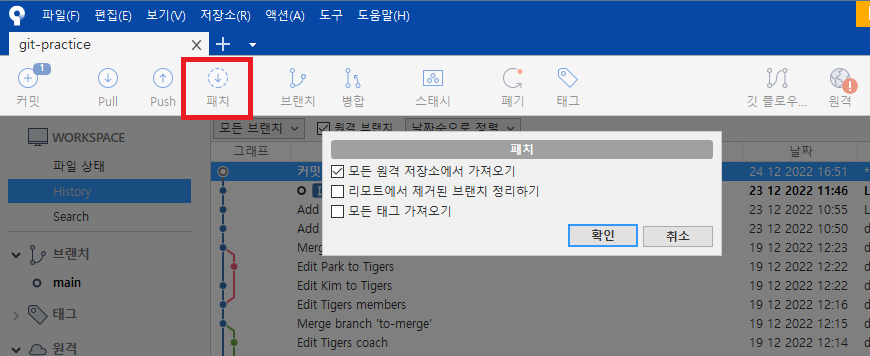 파일(F) 편집(E) 보기(V) 저장소(R) 액션(A) 도구 도움말(H)
git-practice
1
커밋 Pull Push 패치 브랜치 병합 스태시 폐기 태그 깃 플로우... 원격
모든 브랜치 원격 브랜치 날짜순으로 정렬
WORKSPACE
파일 상태
History
Search
브랜치
main
태그
원격
그래프 날짜
커밋 24 12 2022 16:51
23 12 2022 11:46
Add 23 12 2022 10:55
Add 23 12 2022 10:50
Merg 19 12 2022 12:23
Edit Park to Tigers 19 12 2022 12:22
Edit Kim to Tigers 19 12 2022 12:22
Edit Tigers members 19 12 2022 12:16
Merge branch 'to-merge' 19 12 2022 12:15
Edit Tigers coach 19 12 2022 12:14
패치
모든 원격 저장소에서 가져오기
리모트에서 제거된 브랜치 정리하기
모든 태그 가져오기
확인 취소